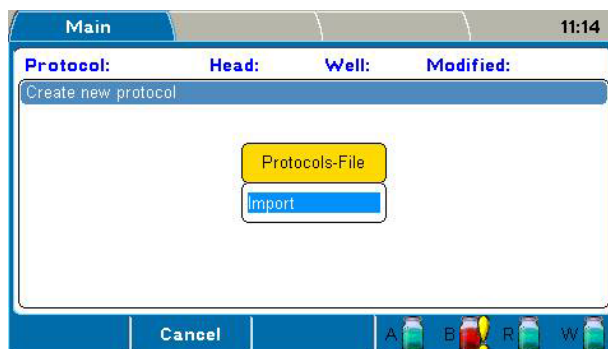 Main 11:14
Protocol: Head: Well: Modified:
Create new protocol
Protocols-File
Import
Cancel A B R W